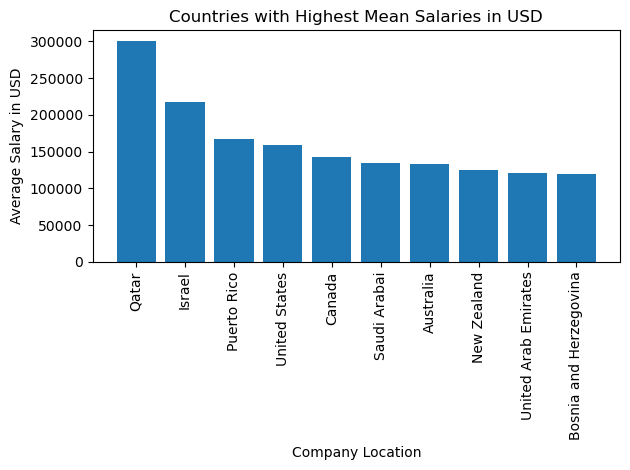 Countries with Highest Mean Salaries in USD
Average Salary in USD
300000
250000
200000
150000
100000
50000
0
Qatar
Israel
Puerto Rico
United States
Canada
Saudi Arabai
Australia
New Zealand
United Arab Emirates
Bosnia and Herzegovina
Company Location